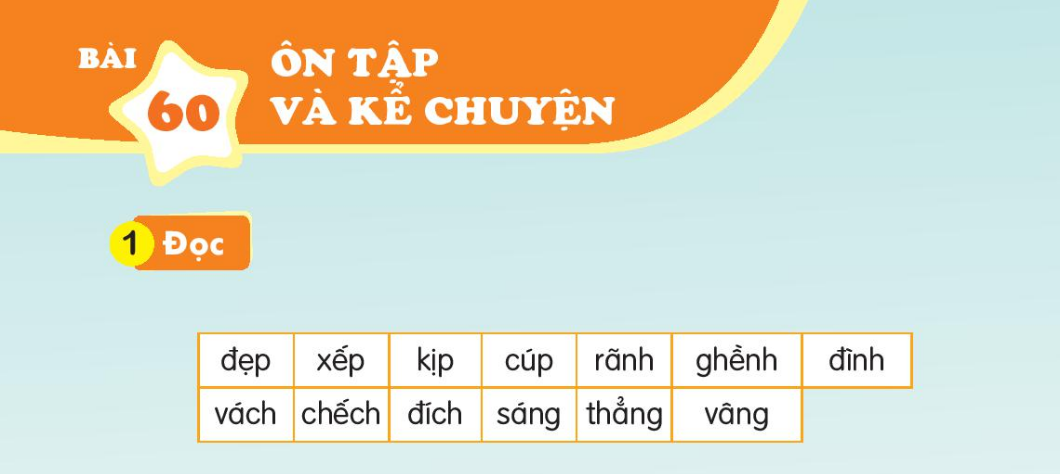 BÀI 60
ÔN TẬP
VÀ KỂ CHUYỆN
1 Đọc
đẹp xếp kịp cúp rãnh ghềnh đình
vách chếch đích sáng thẳng vâng